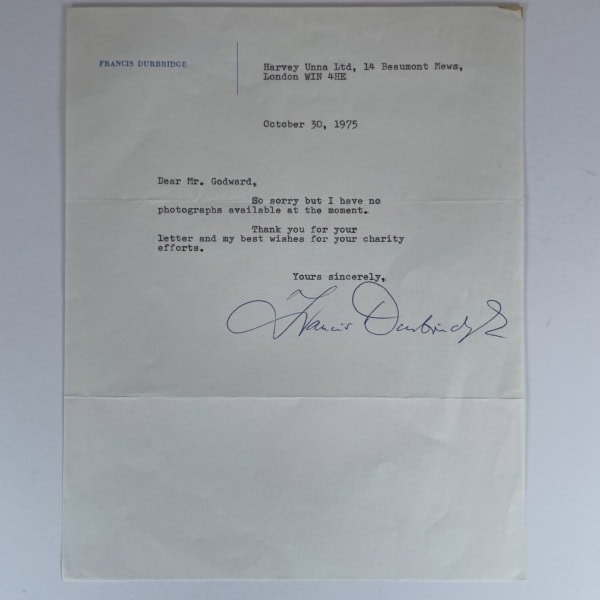 FRANCIS DURBRIDGE
Harvey Unna Ltd, 14 Beaumont Mews,
London WIN 4HE
October 30, 1975
Dear Mr. Godward,
So sorry but I have no
photographs available at the moment.
Thank you for your
letter and my best wishes for your charity
efforts.
Yours sincerely,
Francis Durbridge